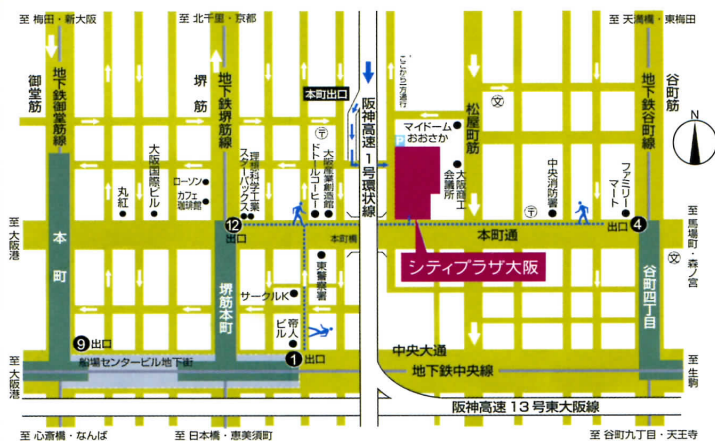 至 梅田・新大阪
至 北千里・京都
至 天満橋・東梅田
御堂筋
地下鉄御堂筋線
堺筋
地下鉄堺筋線
本町出口
阪神高速1号環状線
ここから一方通行
松屋町筋
文
地下鉄谷町線
谷町筋
N
〒
P
マイドーム
おおさか
大阪商工
会議所
丸紅
大阪国際ビル
ローソン
カフェ
珈琲館
理想科学工業
スターバックス
大阪産業創造館
ドトールコーヒー
中央消防署
〒
ファミリー
マート
至 大阪港
12
出口
本町橋
本町通
出口
4
至 馬場町・森ノ宮
文
シティプラザ大阪
本町
堺筋本町
谷町四丁目
東警察署
サークルK
帝人
ビル
9
出口
1
出口
船場センタービル地下街
至 大阪港
中央大通
地下鉄中央線
至 生駒
阪神高速13号東大阪線
至 心斎橋・なんば
至 日本橋・恵美須町
至 谷町九丁目・天王寺